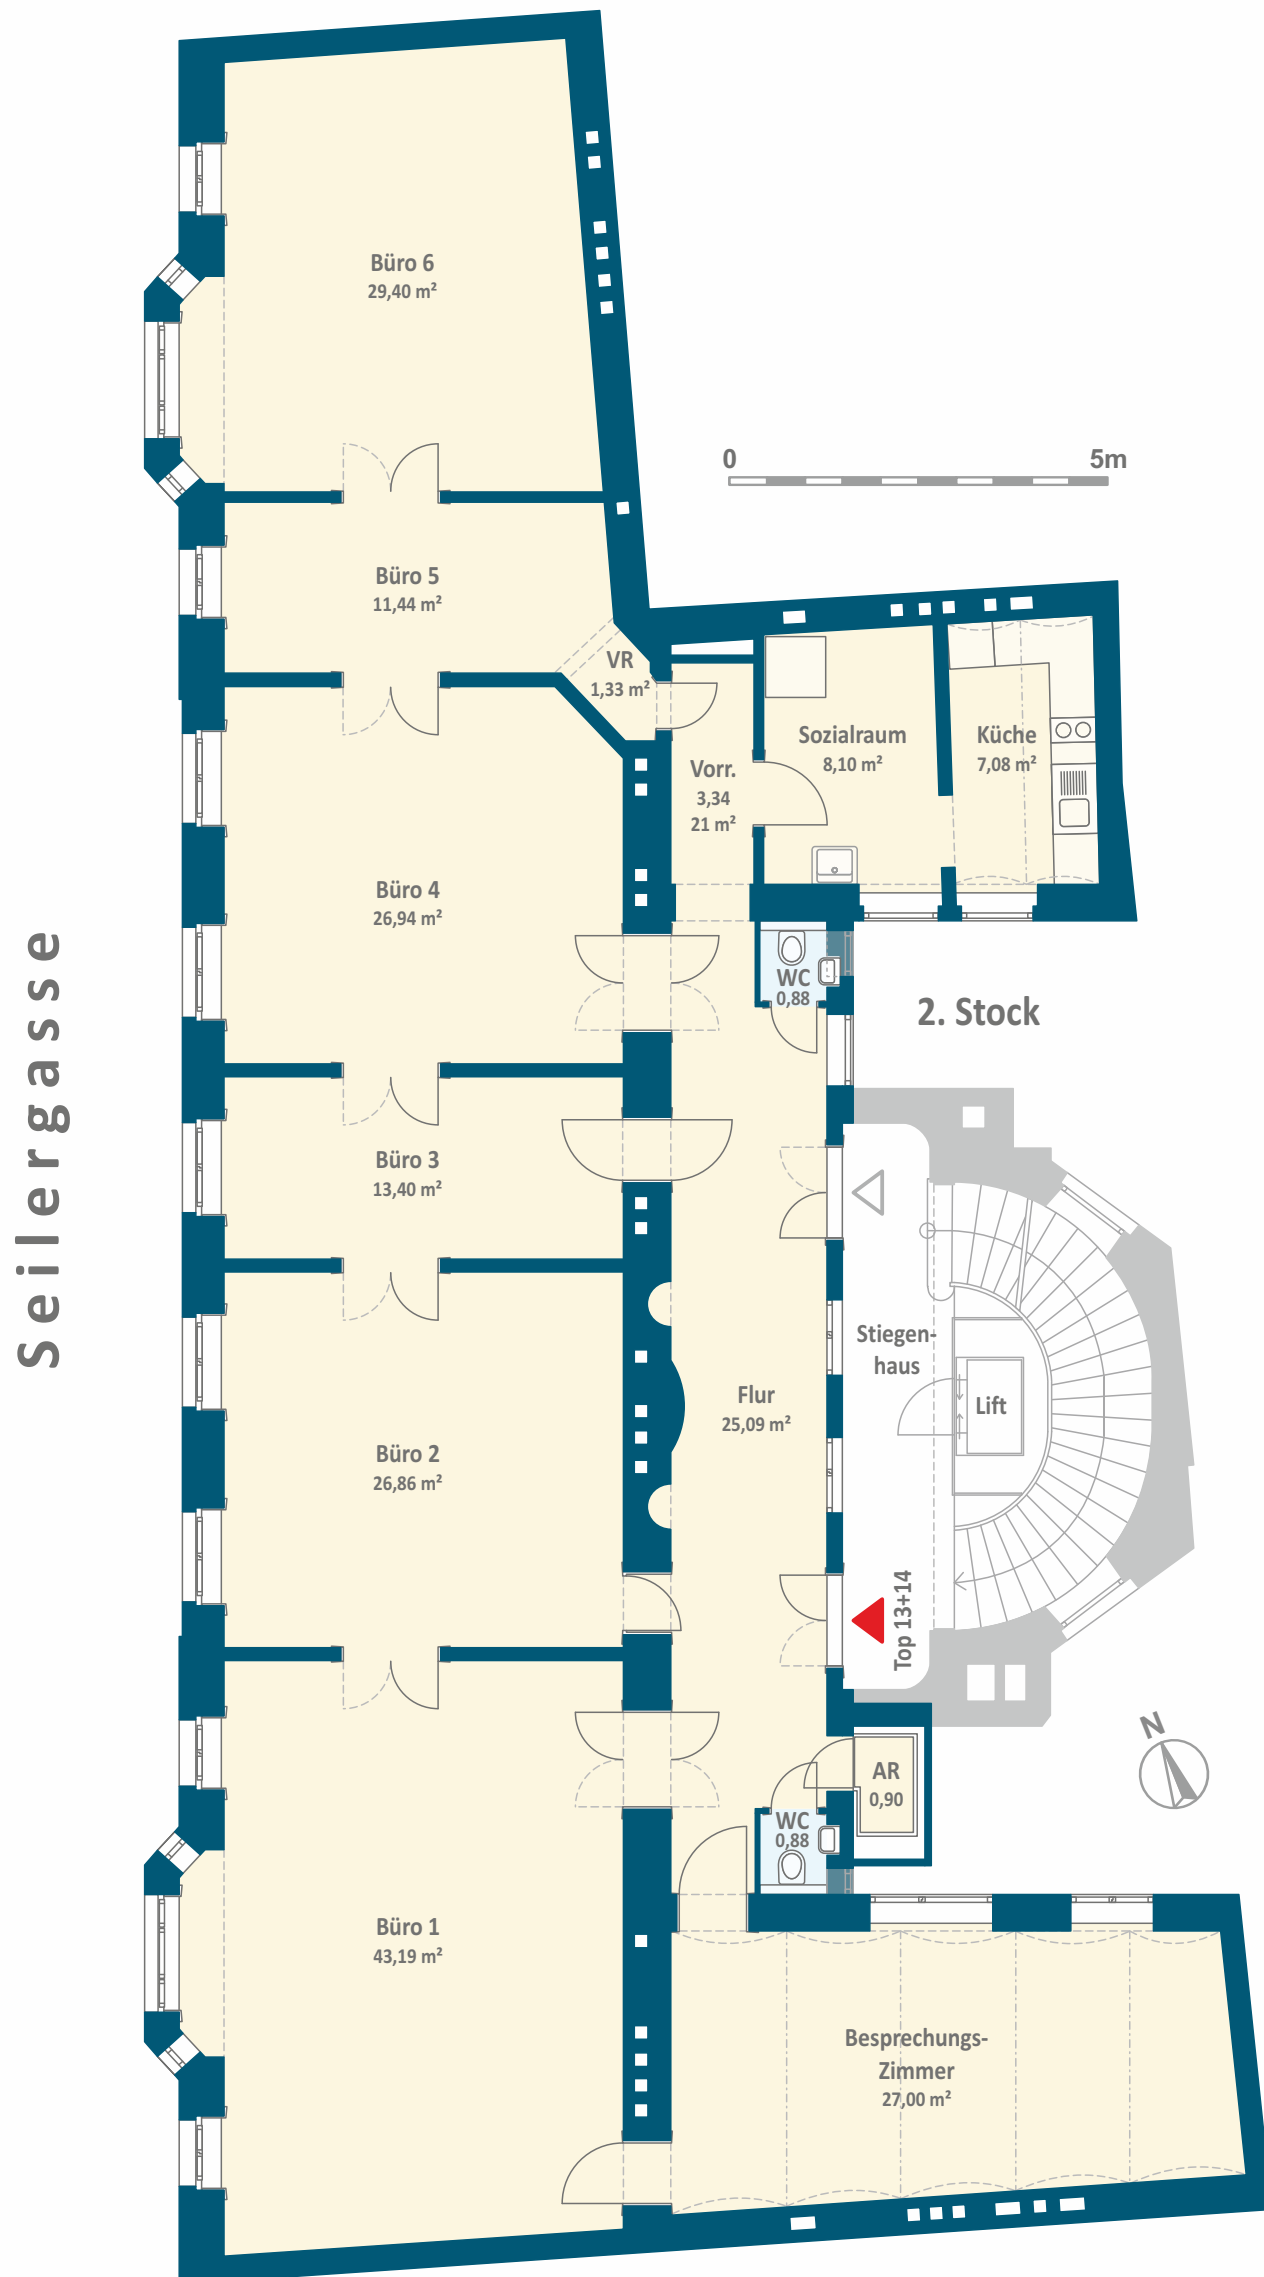 Büro 6
29,40 m²
0 5m
Büro 5
11,44 m²
VR
1,33 m²
Sozialraum
8,10 m²
Küche
7,08 m²
Vorr.
3,34
21 m²
Büro 4
26,94 m²
WC
0,88
2. Stock
Seilergasse
Büro 3
13,40 m²
Stiegen-
haus
Lift
Flur
25,09 m²
Büro 2
26,86 m²
Top 13+14
N
AR
0,90
WC
0,88
Büro 1
43,19 m²
Besprechungs-
Zimmer
27,00 m²